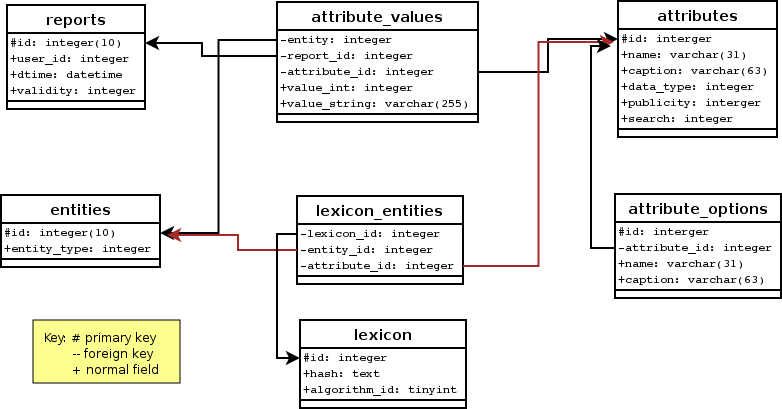 reports
#id: integer(10)
+user_id: integer
+dtime: datetime
+validity: integer
attribute_values
-entity: integer
-report_id: integer
-attribute_id: integer
+value_int: integer
+value_string: varchar(255)
attributes
#id: interger
+name: varchar(31)
+caption: varchar(63)
+data_type: integer
+publicity: interger
+search: integer
entities
#id: integer(10)
+entity_type: integer
lexicon_entities
-lexicon_id: integer
-entity_id: integer
-attribute_id: integer
attribute_options
#id: interger
-attribute_id: integer
+name: varchar(31)
+caption: varchar(63)
lexicon
#id: integer
+hash: text
+algorithm_id: tinyint
Key: # primary key
-- foreign key
+ normal field